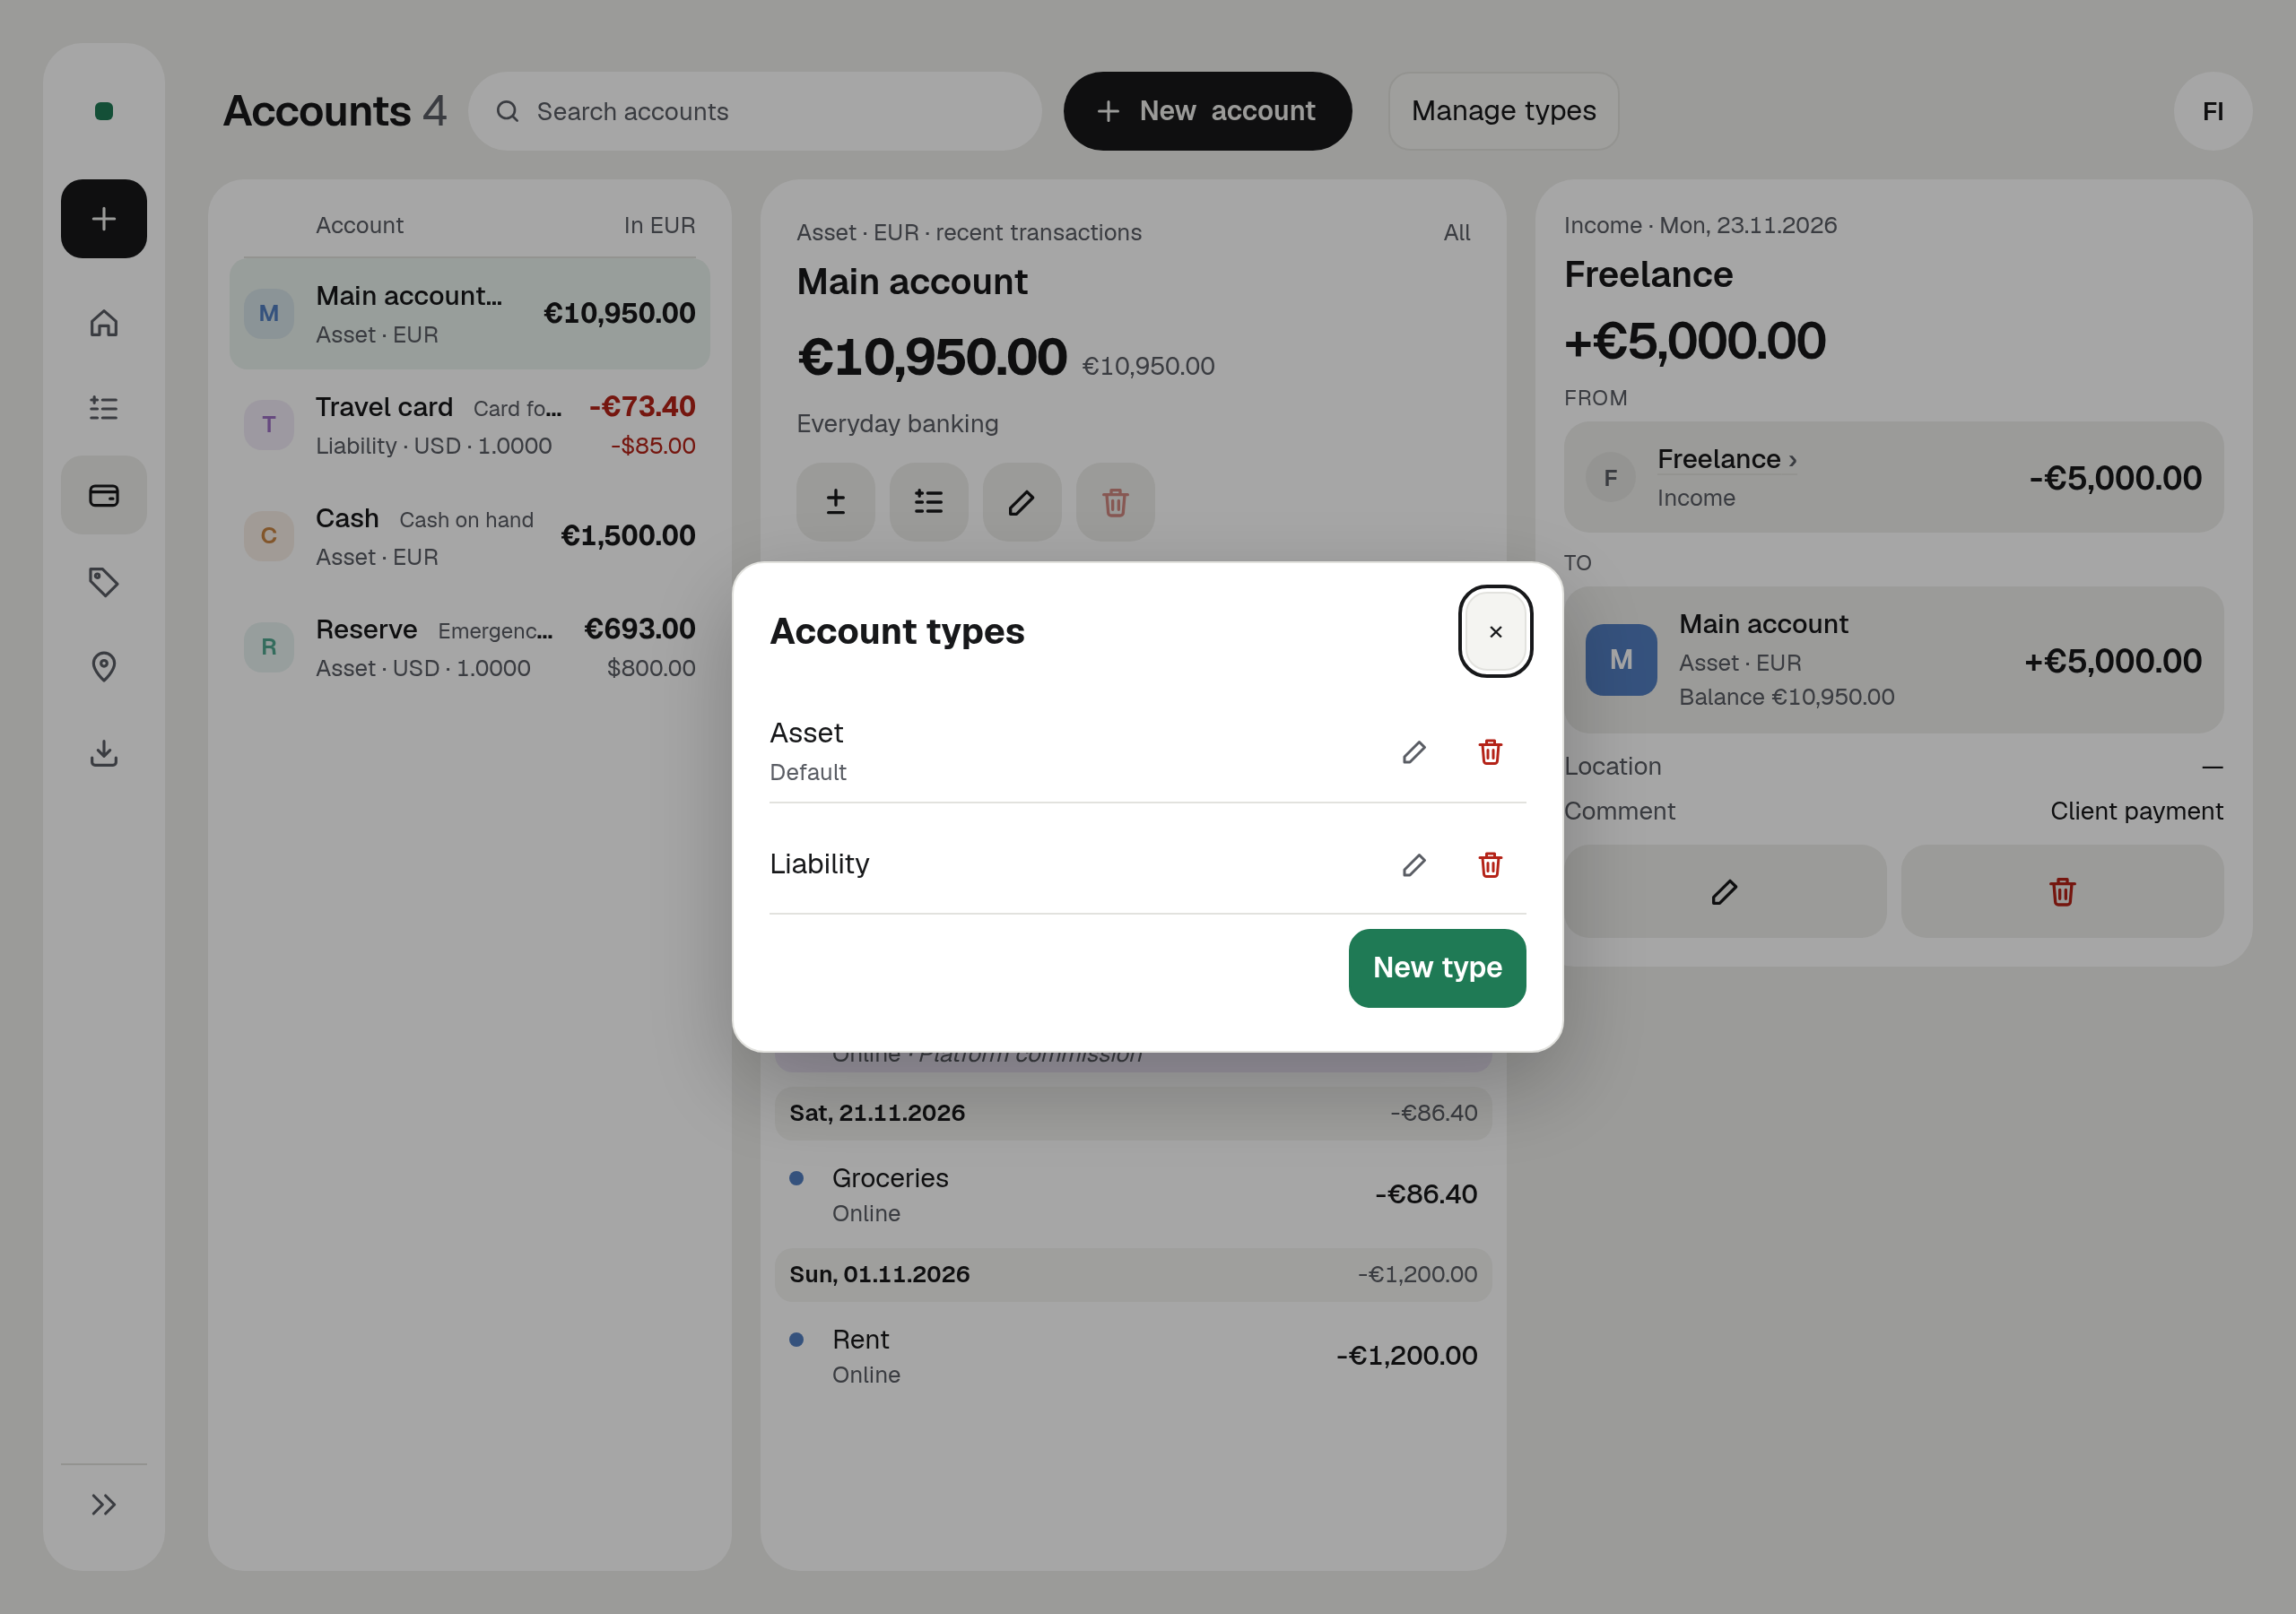 Accounts 4
Search accounts
+ New account
Manage types
FI
Account
In EUR
M
Main account...
€10,950.00
Asset · EUR
T
Travel card Card fo...
-€73.40
Liability · USD · 1.0000
-$85.00
C
Cash Cash on hand
€1,500.00
Asset · EUR
R
Reserve Emergenc...
€693.00
Asset · USD · 1.0000
$800.00
Asset · EUR · recent transactions
All
Main account
€10,950.00 €10,950.00
Everyday banking
Account types
×
Asset
Default
Liability
New type
Online · Platform commission
Sat, 21.11.2026
-€86.40
Groceries
-€86.40
Online
Sun, 01.11.2026
-€1,200.00
Rent
-€1,200.00
Online
Income · Mon, 23.11.2026
Freelance
+€5,000.00
FROM
F
Freelance ›
-€5,000.00
Income
TO
M
Main account
Asset · EUR
+€5,000.00
Balance €10,950.00
Location
—
Comment
Client payment